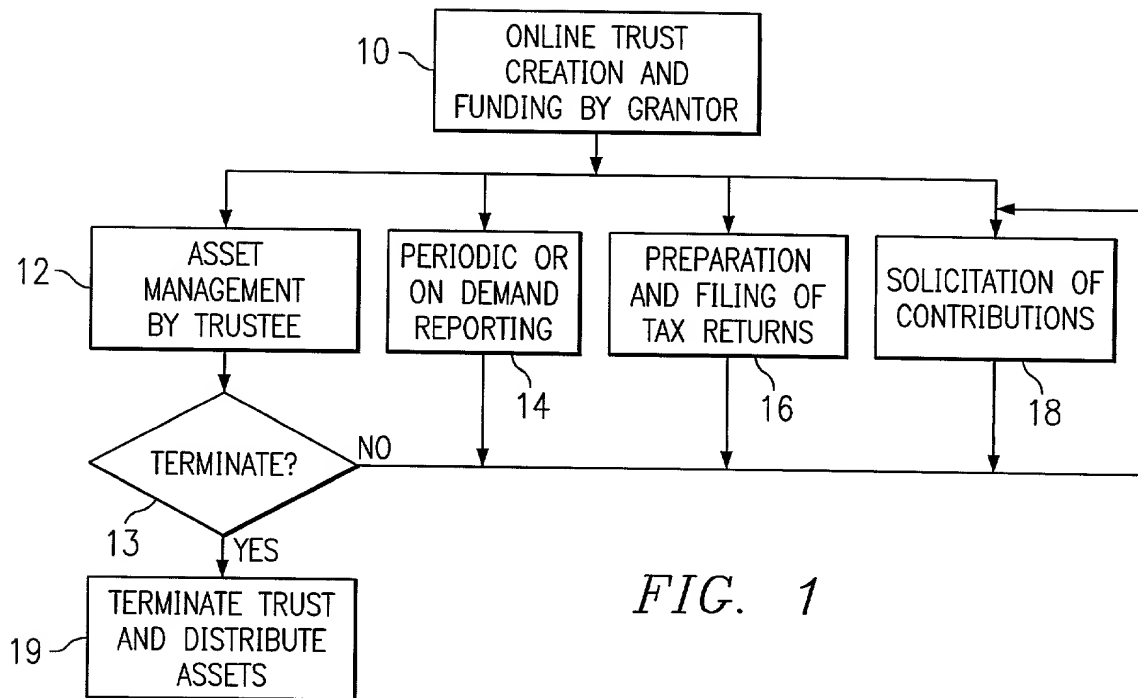 10
ONLINE TRUST
CREATION AND
FUNDING BY GRANTOR
12
ASSET
MANAGEMENT
BY TRUSTEE
PERIODIC OR
ON DEMAND
REPORTING
14
PREPARATION
AND FILING OF
TAX RETURNS
16
SOLICITATION OF
CONTRIBUTIONS
18
TERMINATE?
NO
13
YES
19
TERMINATE TRUST
AND DISTRIBUTE
ASSETS
FIG. 1